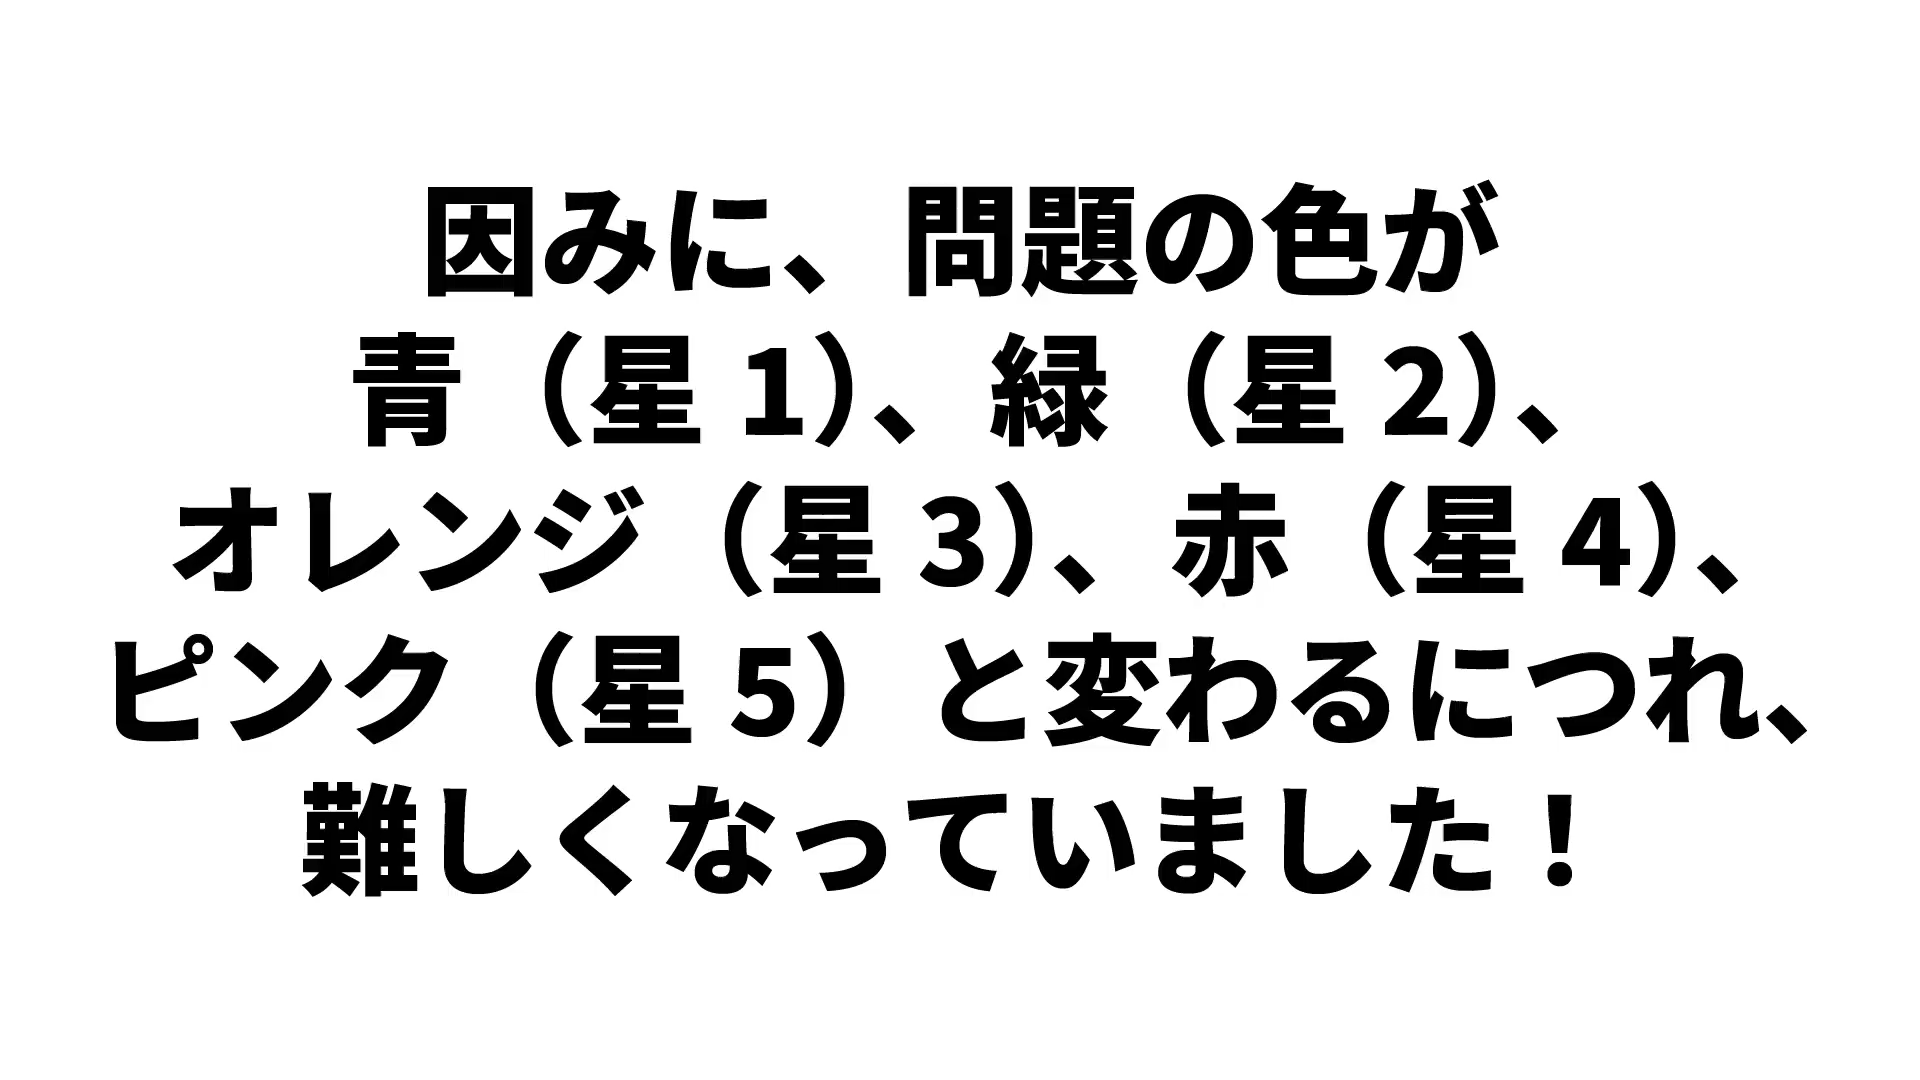 因みに、問題の色が
青（星 1）、緑（星 2）、
オレンジ（星 3）、赤（星 4）、
ピンク（星 5）と変わるにつれ、
難しくなっていました！